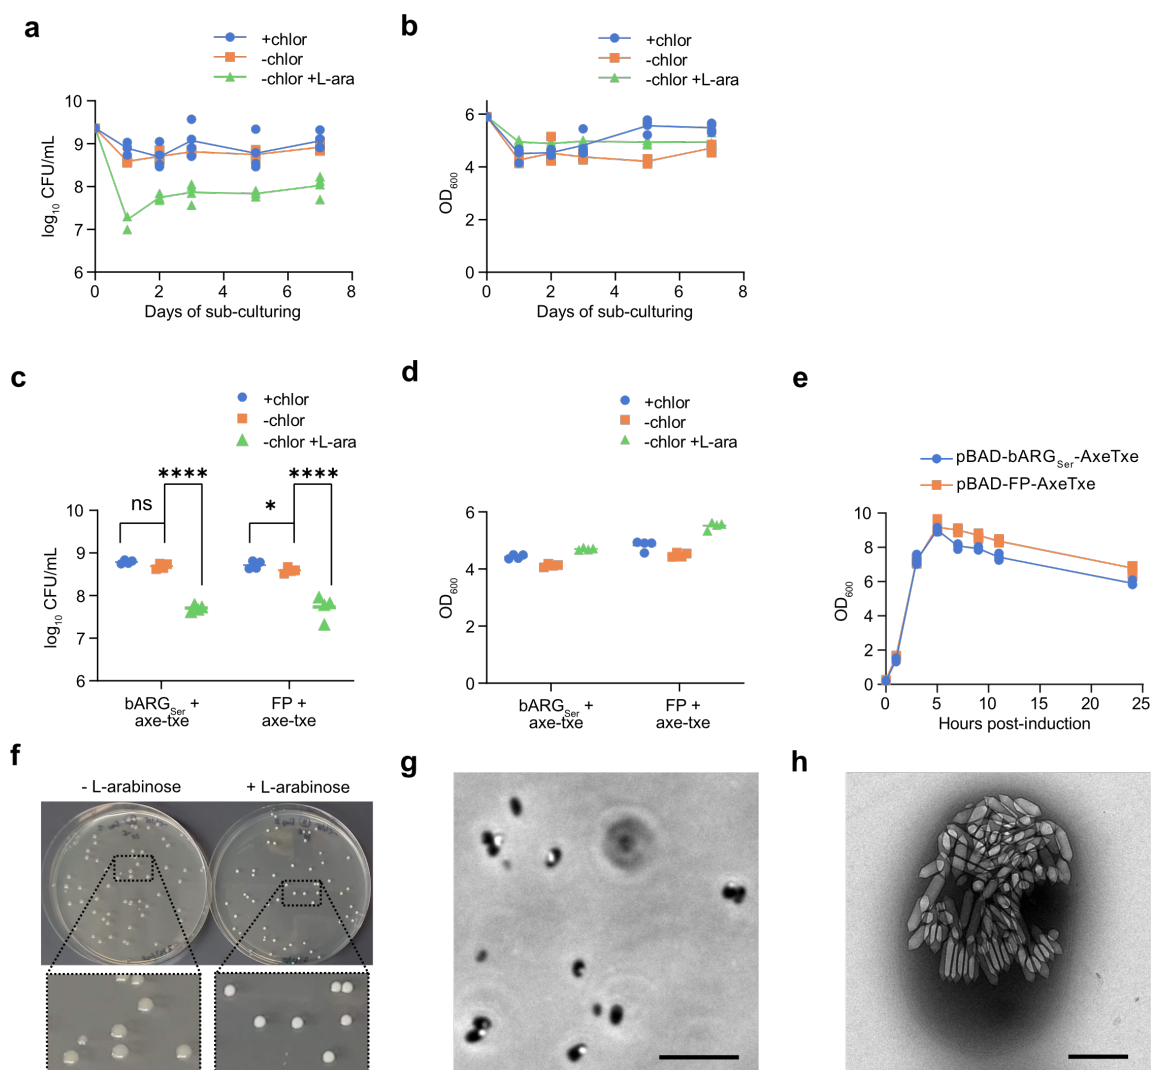 a
+chlor
-chlor
-chlor +L-ara
log10 CFU/mL
10
9
8
7
6
0 2 4 6 8
Days of sub-culturing
b
+chlor
-chlor
-chlor +L-ara
OD600
6
4
2
0
0 2 4 6 8
Days of sub-culturing
c
+chlor
-chlor
-chlor +L-ara
**** ****
ns *
log10 CFU/mL
10
9
8
7
6
bARGSer + FP +
axe-txe axe-txe
d
+chlor
-chlor
-chlor +L-ara
OD600
6
4
2
0
bARGSer + FP +
axe-txe axe-txe
e
pBAD-bARGSer-AxeTxe
pBAD-FP-AxeTxe
OD600
10
8
6
4
2
0
0 5 10 15 20 25
Hours post-induction
f
- L-arabinose + L-arabinose
g
h